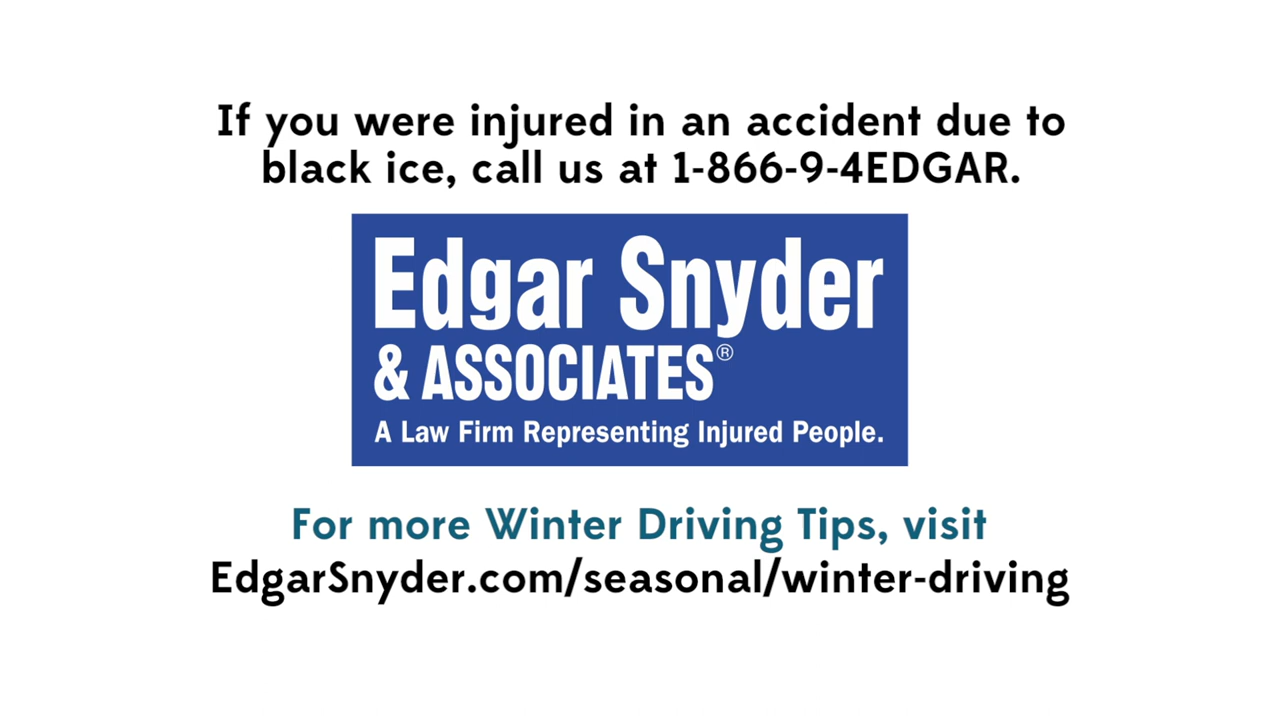 If you were injured in an accident due to
black ice, call us at 1-866-9-4EDGAR.
Edgar Snyder
& ASSOCIATES®
A Law Firm Representing Injured People.
For more Winter Driving Tips, visit
EdgarSnyder.com/seasonal/winter-driving